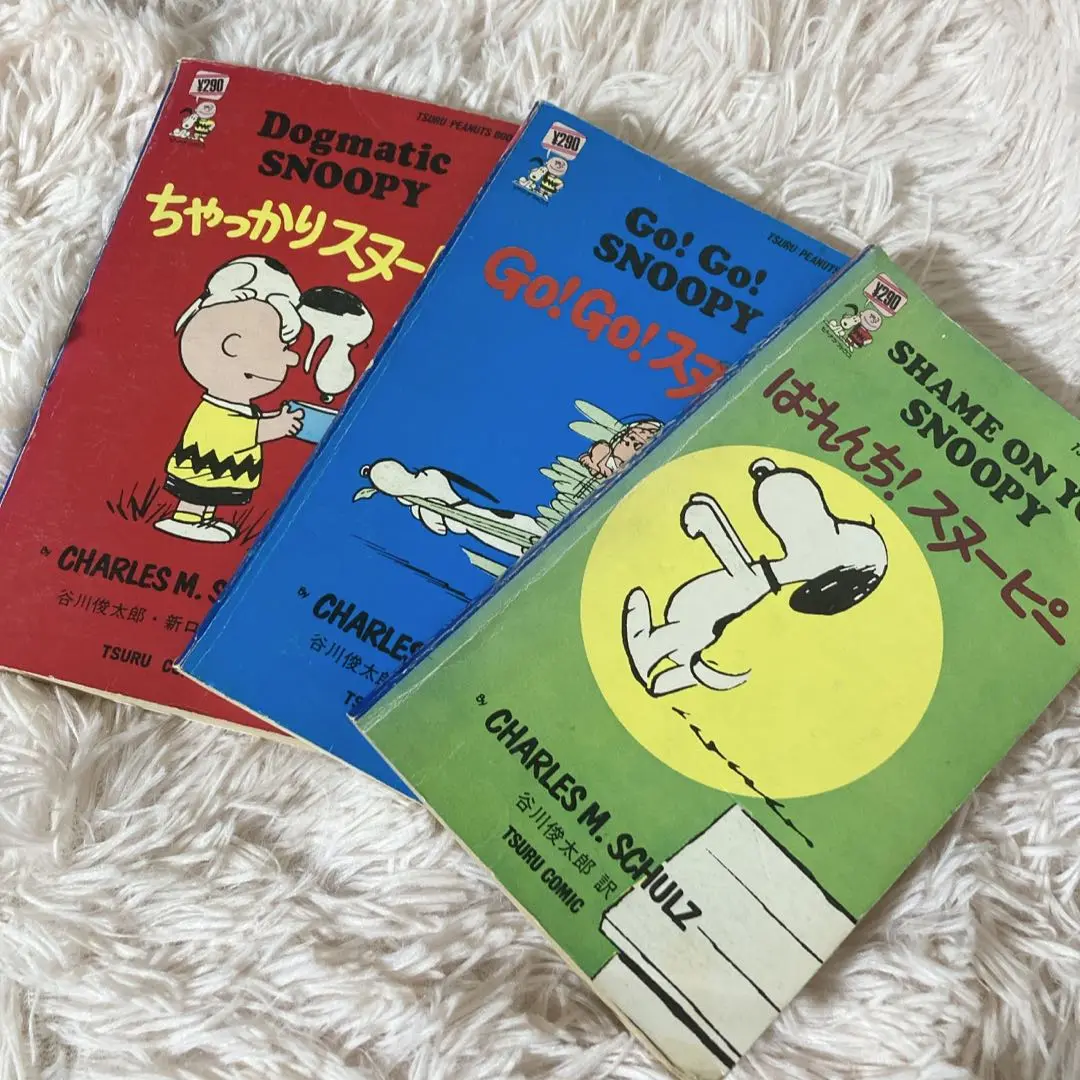 ¥290
TSURU PEANUTS
Dogmatic
SNOOPY
ちゃっかりスヌー
By
CHARLES M. S
谷川俊太郎・新
TSURU
¥290
TSURU PEANUTS
Go! Go!
SNOOPY
Go! Go! スヌ
By
CHARLES
谷川俊太郎
TS
¥290
SHAME ON YO
SNOOPY
はれんち! スヌーピー
By
CHARLES M. SCHULZ
谷川俊太郎 訳
TSURU COMIC